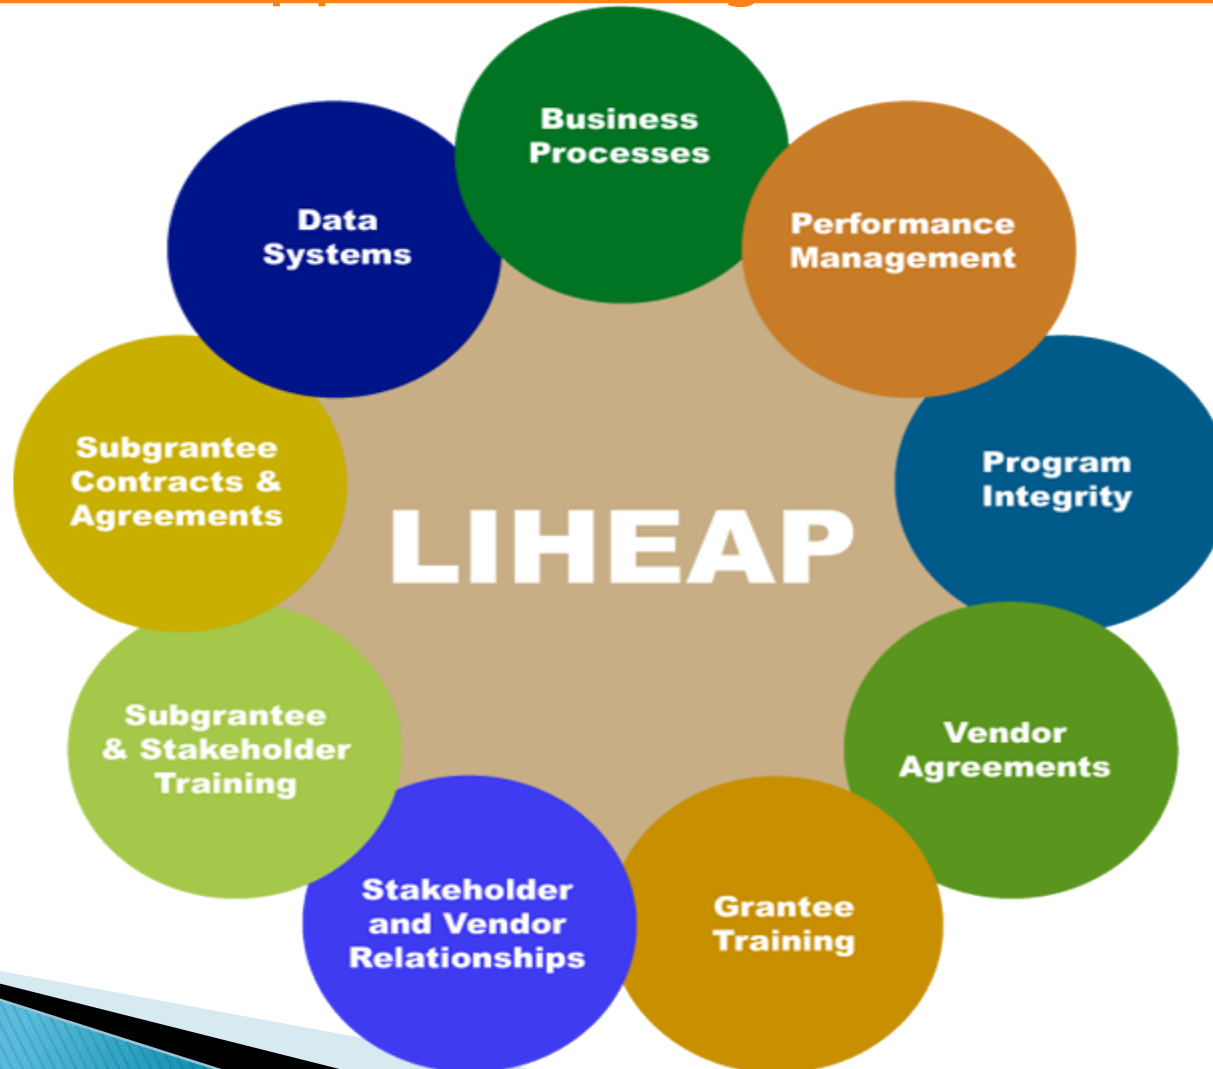 Business
Processes
Performance
Management
Program
Integrity
Vendor
Agreements
Grantee
Training
Stakeholder
and Vendor
Relationships
Subgrantee
& Stakeholder
Training
Subgrantee
Contracts &
Agreements
Data
Systems
LIHEAP